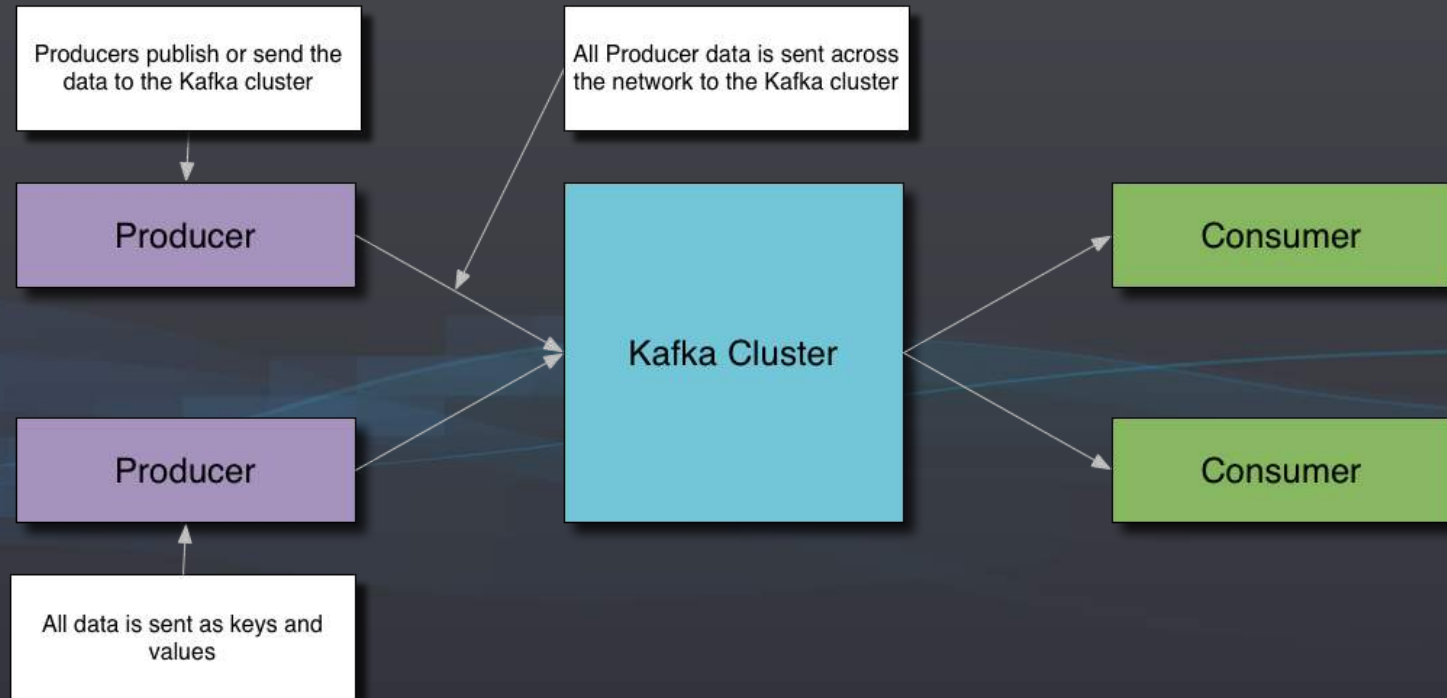 Producers publish or send the
data to the Kafka cluster
All Producer data is sent across
the network to the Kafka cluster
Producer
Consumer
Kafka Cluster
Producer
Consumer
All data is sent as keys and
values